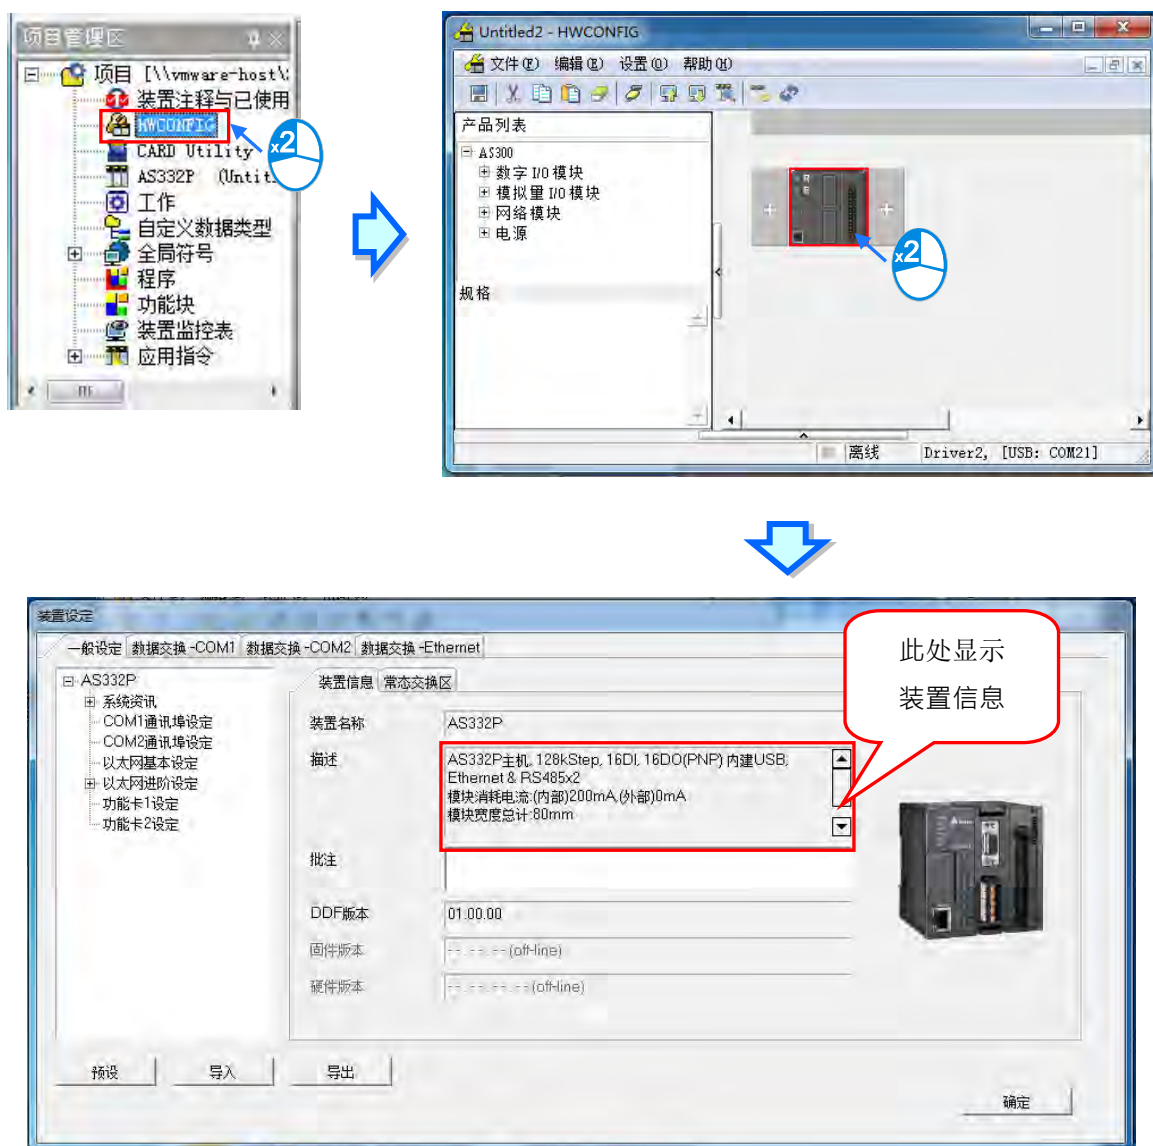 项目管理区
项目 [\\vmware-host\
装置注释与已使用
HWCONFIG
x2
CARD Utility
AS332P (Untit
工作
自定义数据类型
全局符号
程序
功能块
装置监控表
应用指令
Untitled2 - HWCONFIG
文件(F) 编辑(E) 设置(O) 帮助(H)
产品列表
AS300
数字 I/O 模块
模拟量 I/O 模块
网络模块
电源
规格
x2
离线 Driver2, [USB: COM21]
装置设定
一般设定 数据交换 -COM1 数据交换 -COM2 数据交换 -Ethernet
此处显示
装置信息
AS332P
系统资讯
COM1通讯埠设定
COM2通讯埠设定
以太网基本设定
以太网进阶设定
功能卡1设定
功能卡2设定
装置信息 常态交换区
装置名称 AS332P
描述 AS332P主机, 128kStep, 16DI, 16DO(PNP) 内建USB,
Ethernet & RS485x2
模块消耗电流:(内部)200mA,(外部)0mA
模块宽度总计:80mm
批注
DDF版本 01.00.00
固件版本 --.--.--(off-line)
硬件版本 --.--.--.--(off-line)
预设 导入 导出
确定